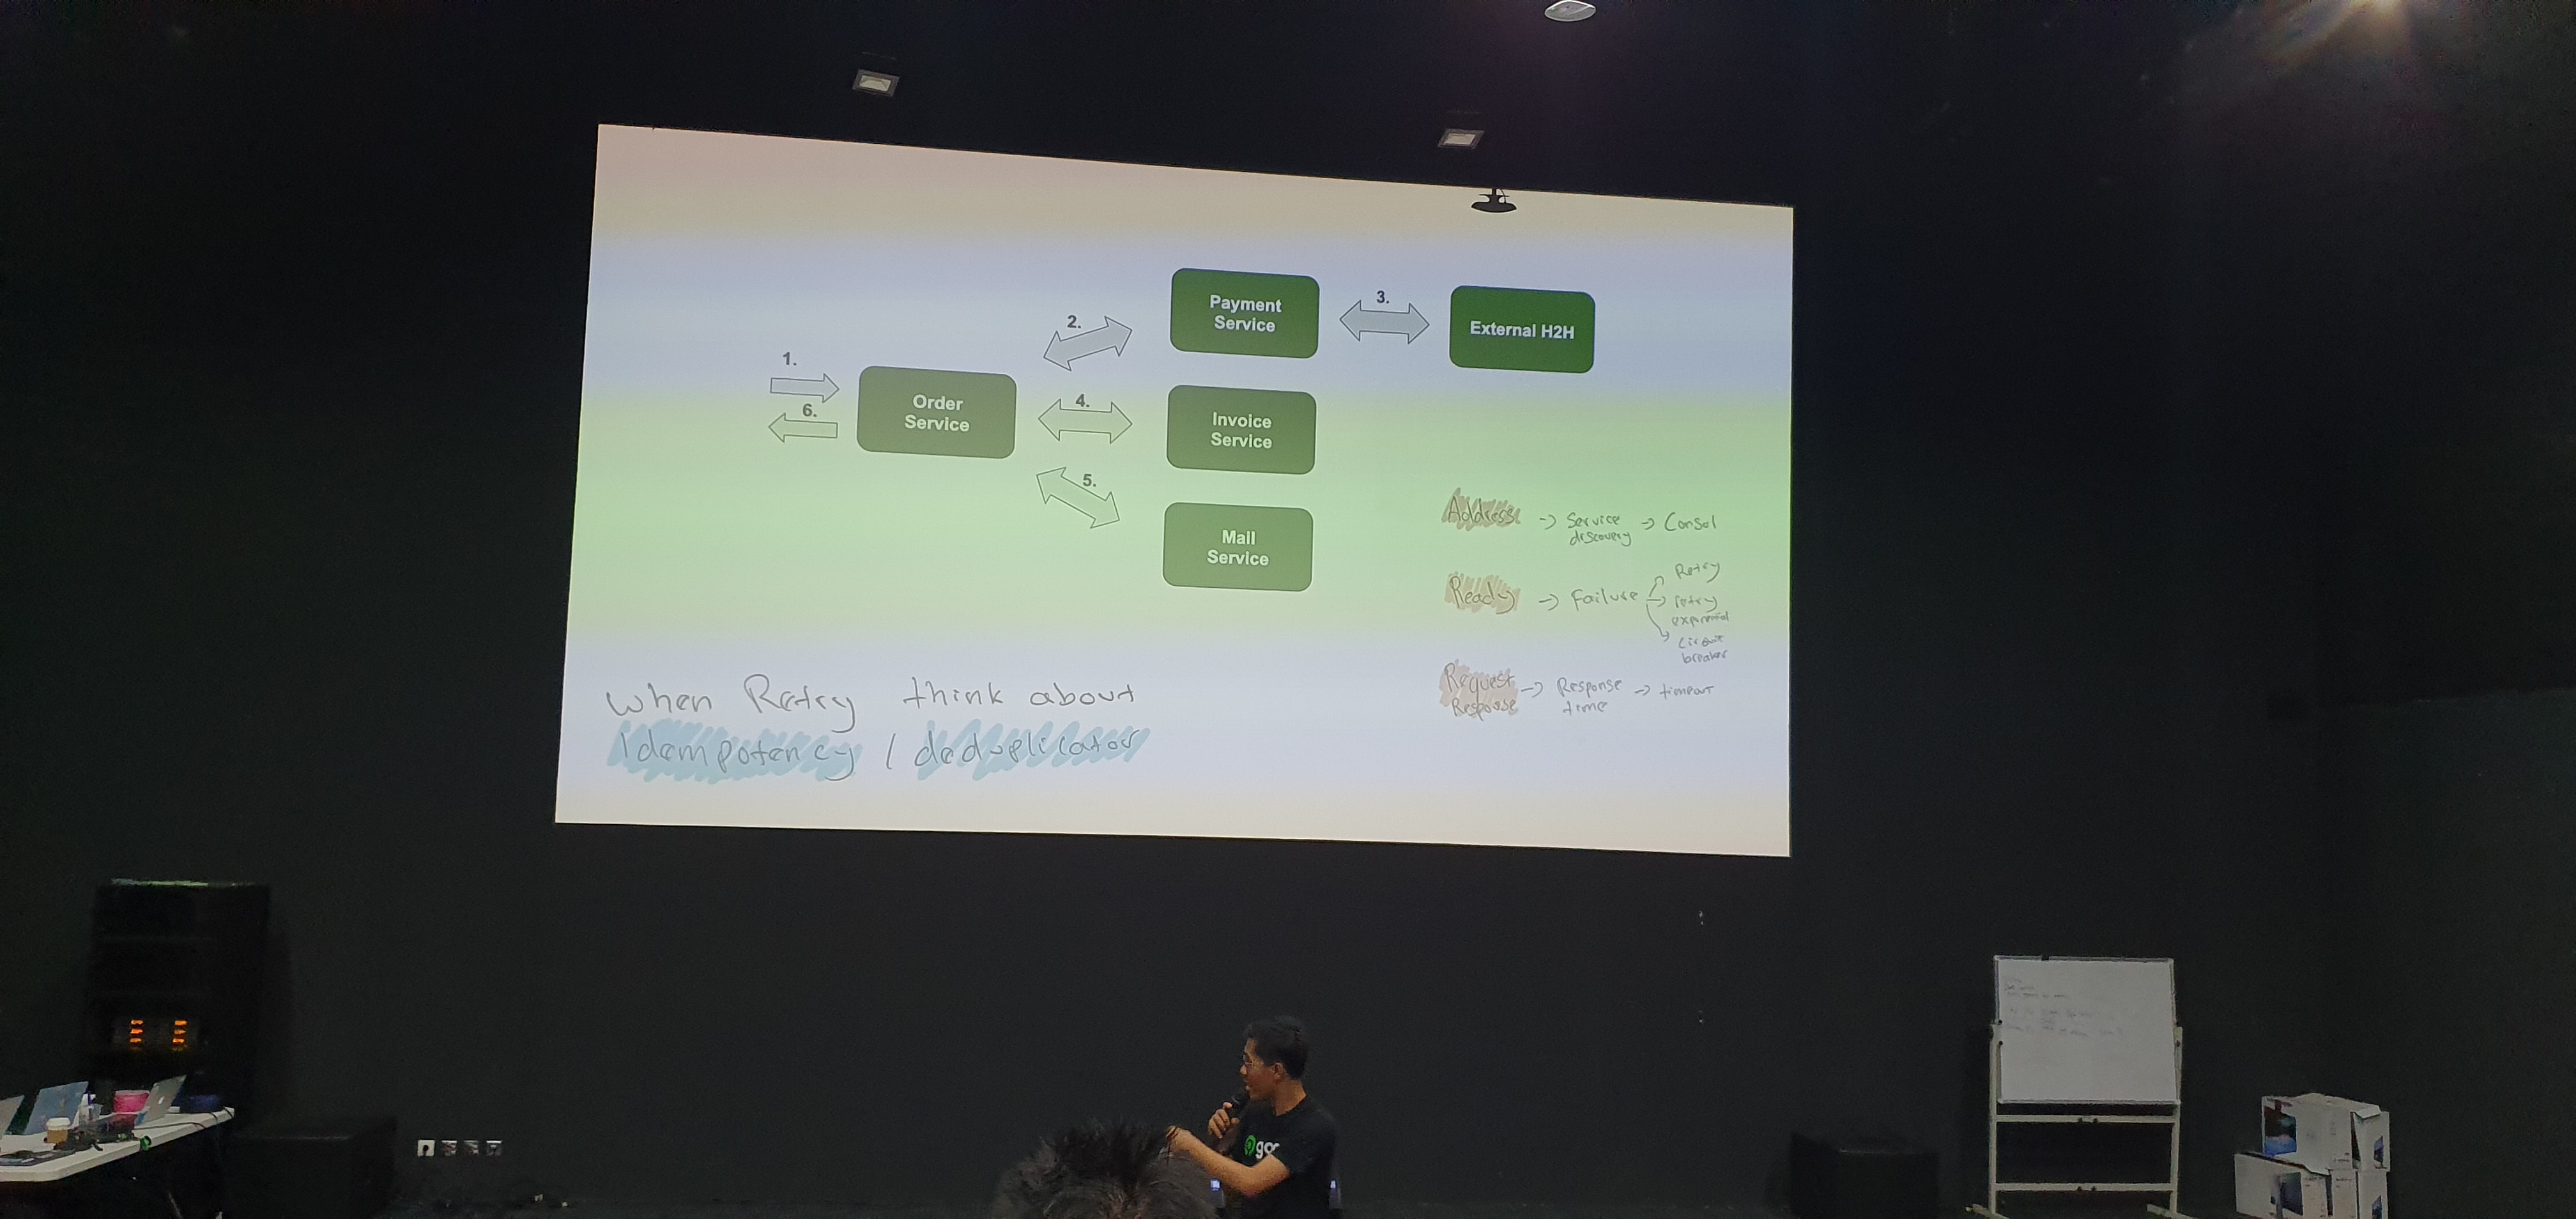 1.
6.
Order
Service
2.
4.
5.
Payment
Service
3.
External H2H
Invoice
Service
Mail
Service
Address -> Service discovery -> Consol
Ready -> Failure
Retry
retry
exponential
circuit
breaker
Request
Response -> Response
time -> timeout
when Retry think about
Idempotency / deduplicator